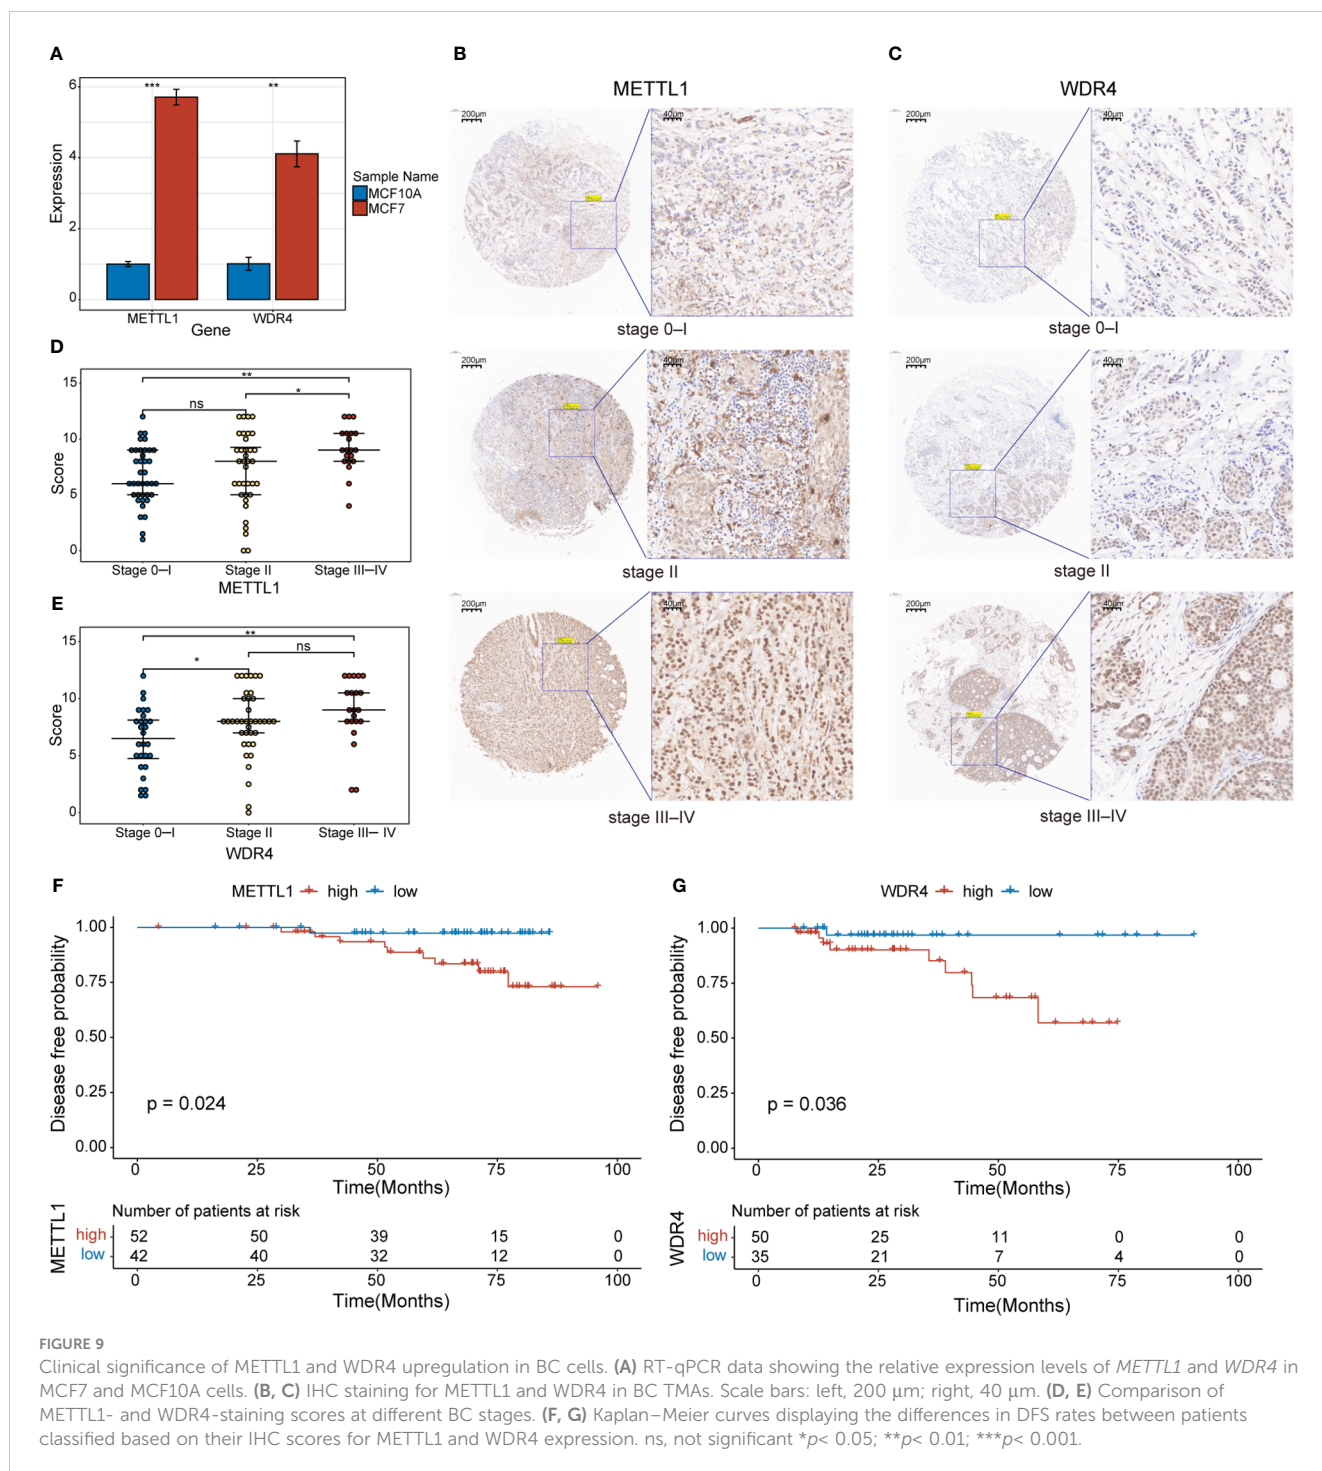 A
6
4
2
0
Expression
***
**
METTL1
WDR4
Gene
Sample Name
MCF10A
MCF7
B
METTL1
200µm
40µm
stage 0–I
200µm
40µm
stage II
200µm
40µm
stage III–IV
C
WDR4
200µm
40µm
stage 0–I
200µm
40µm
stage II
200µm
40µm
stage III–IV
D
15
10
5
0
Score
**
*
ns
Stage 0–I
Stage II
Stage III–IV
METTL1
E
15
10
5
0
Score
**
ns
*
Stage 0–I
Stage II
Stage III– IV
WDR4
F
METTL1 high low
1.00
0.75
0.50
0.25
0.00
Disease free probability
p = 0.024
0 25 50 75 100
Time(Months)
METTL1
Number of patients at risk
high 52 50 39 15 0
low 42 40 32 12 0
0 25 50 75 100
Time(Months)
G
WDR4 high low
1.00
0.75
0.50
0.25
0.00
Disease free probability
p = 0.036
0 25 50 75 100
Time(Months)
WDR4
Number of patients at risk
high 50 25 11 0 0
low 35 21 7 4 0
0 25 50 75 100
Time(Months)
FIGURE 9
Clinical significance of METTL1 and WDR4 upregulation in BC cells. (A) RT-qPCR data showing the relative expression levels of METTL1 and WDR4 in
MCF7 and MCF10A cells. (B, C) IHC staining for METTL1 and WDR4 in BC TMAs. Scale bars: left, 200 µm; right, 40 µm. (D, E) Comparison of
METTL1- and WDR4-staining scores at different BC stages. (F, G) Kaplan–Meier curves displaying the differences in DFS rates between patients
classified based on their IHC scores for METTL1 and WDR4 expression. ns, not significant *p< 0.05; **p< 0.01; ***p< 0.001.